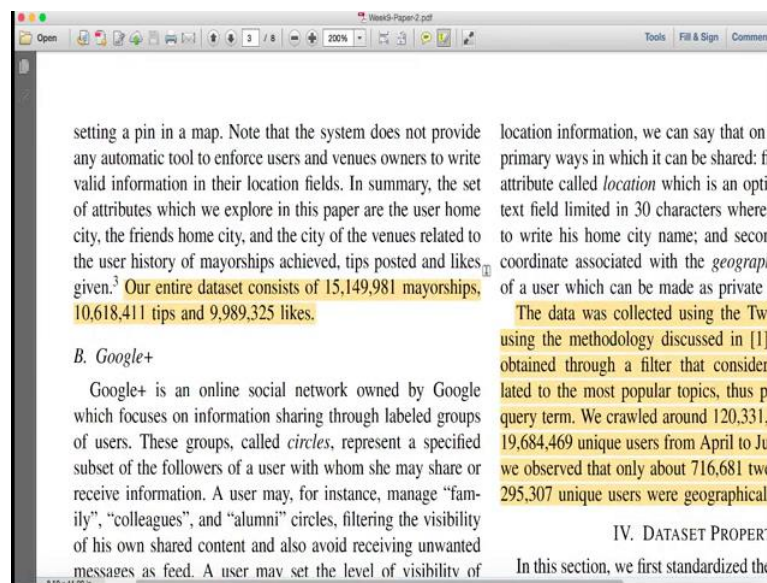 Week9-Paper-2.pdf
Open 3 / 8 200% Tools Fill & Sign Commen
setting a pin in a map. Note that the system does not provide
any automatic tool to enforce users and venues owners to write
valid information in their location fields. In summary, the set
of attributes which we explore in this paper are the user home
city, the friends home city, and the city of the venues related to
the user history of mayorships achieved, tips posted and likes
given.3 Our entire dataset consists of 15,149,981 mayorships,
10,618,411 tips and 9,989,325 likes.
B. Google+
Google+ is an online social network owned by Google
which focuses on information sharing through labeled groups
of users. These groups, called circles, represent a specified
subset of the followers of a user with whom she may share or
receive information. A user may, for instance, manage “fam-
ily”, “colleagues”, and “alumni” circles, filtering the visibility
of his own shared content and also avoid receiving unwanted
messages as feed. A user may set the level of visibility of
location information, we can say that on
primary ways in which it can be shared: fi
attribute called location which is an opti
text field limited in 30 characters where
to write his home city name; and secon
coordinate associated with the geograph
of a user which can be made as private
The data was collected using the Tw
using the methodology discussed in [1]
obtained through a filter that consider
lated to the most popular topics, thus p
query term. We crawled around 120,331,
19,684,469 unique users from April to Ju
we observed that only about 716,681 twe
295,307 unique users were geographical
IV. DATASET PROPERT
In this section, we first standardized the